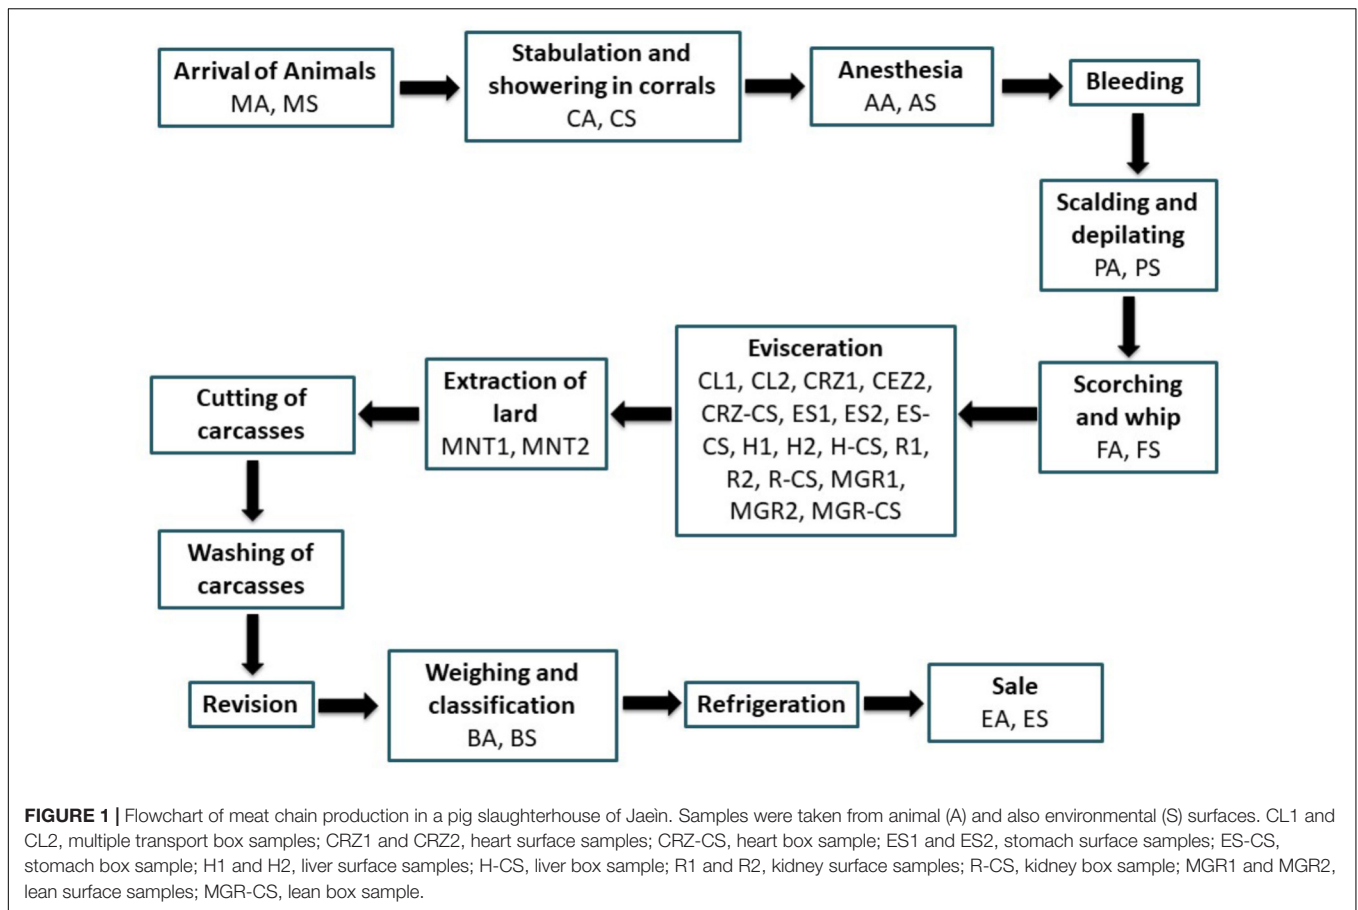 Arrival of Animals
MA, MS
Stabulation and
showering in corrals
CA, CS
Anesthesia
AA, AS
Bleeding
Scalding and
depilating
PA, PS
Scorching
and whip
FA, FS
Evisceration
CL1, CL2, CRZ1, CEZ2,
CRZ-CS, ES1, ES2, ES-
CS, H1, H2, H-CS, R1,
R2, R-CS, MGR1,
MGR2, MGR-CS
Extraction of
lard
MNT1, MNT2
Cutting of
carcasses
Washing of
carcasses
Revision
Weighing and
classification
BA, BS
Refrigeration
Sale
EA, ES
FIGURE 1 | Flowchart of meat chain production in a pig slaughterhouse of Jaeìn. Samples were taken from animal (A) and also environmental (S) surfaces. CL1 and
CL2, multiple transport box samples; CRZ1 and CRZ2, heart surface samples; CRZ-CS, heart box sample; ES1 and ES2, stomach surface samples; ES-CS,
stomach box sample; H1 and H2, liver surface samples; H-CS, liver box sample; R1 and R2, kidney surface samples; R-CS, kidney box sample; MGR1 and MGR2,
lean surface samples; MGR-CS, lean box sample.